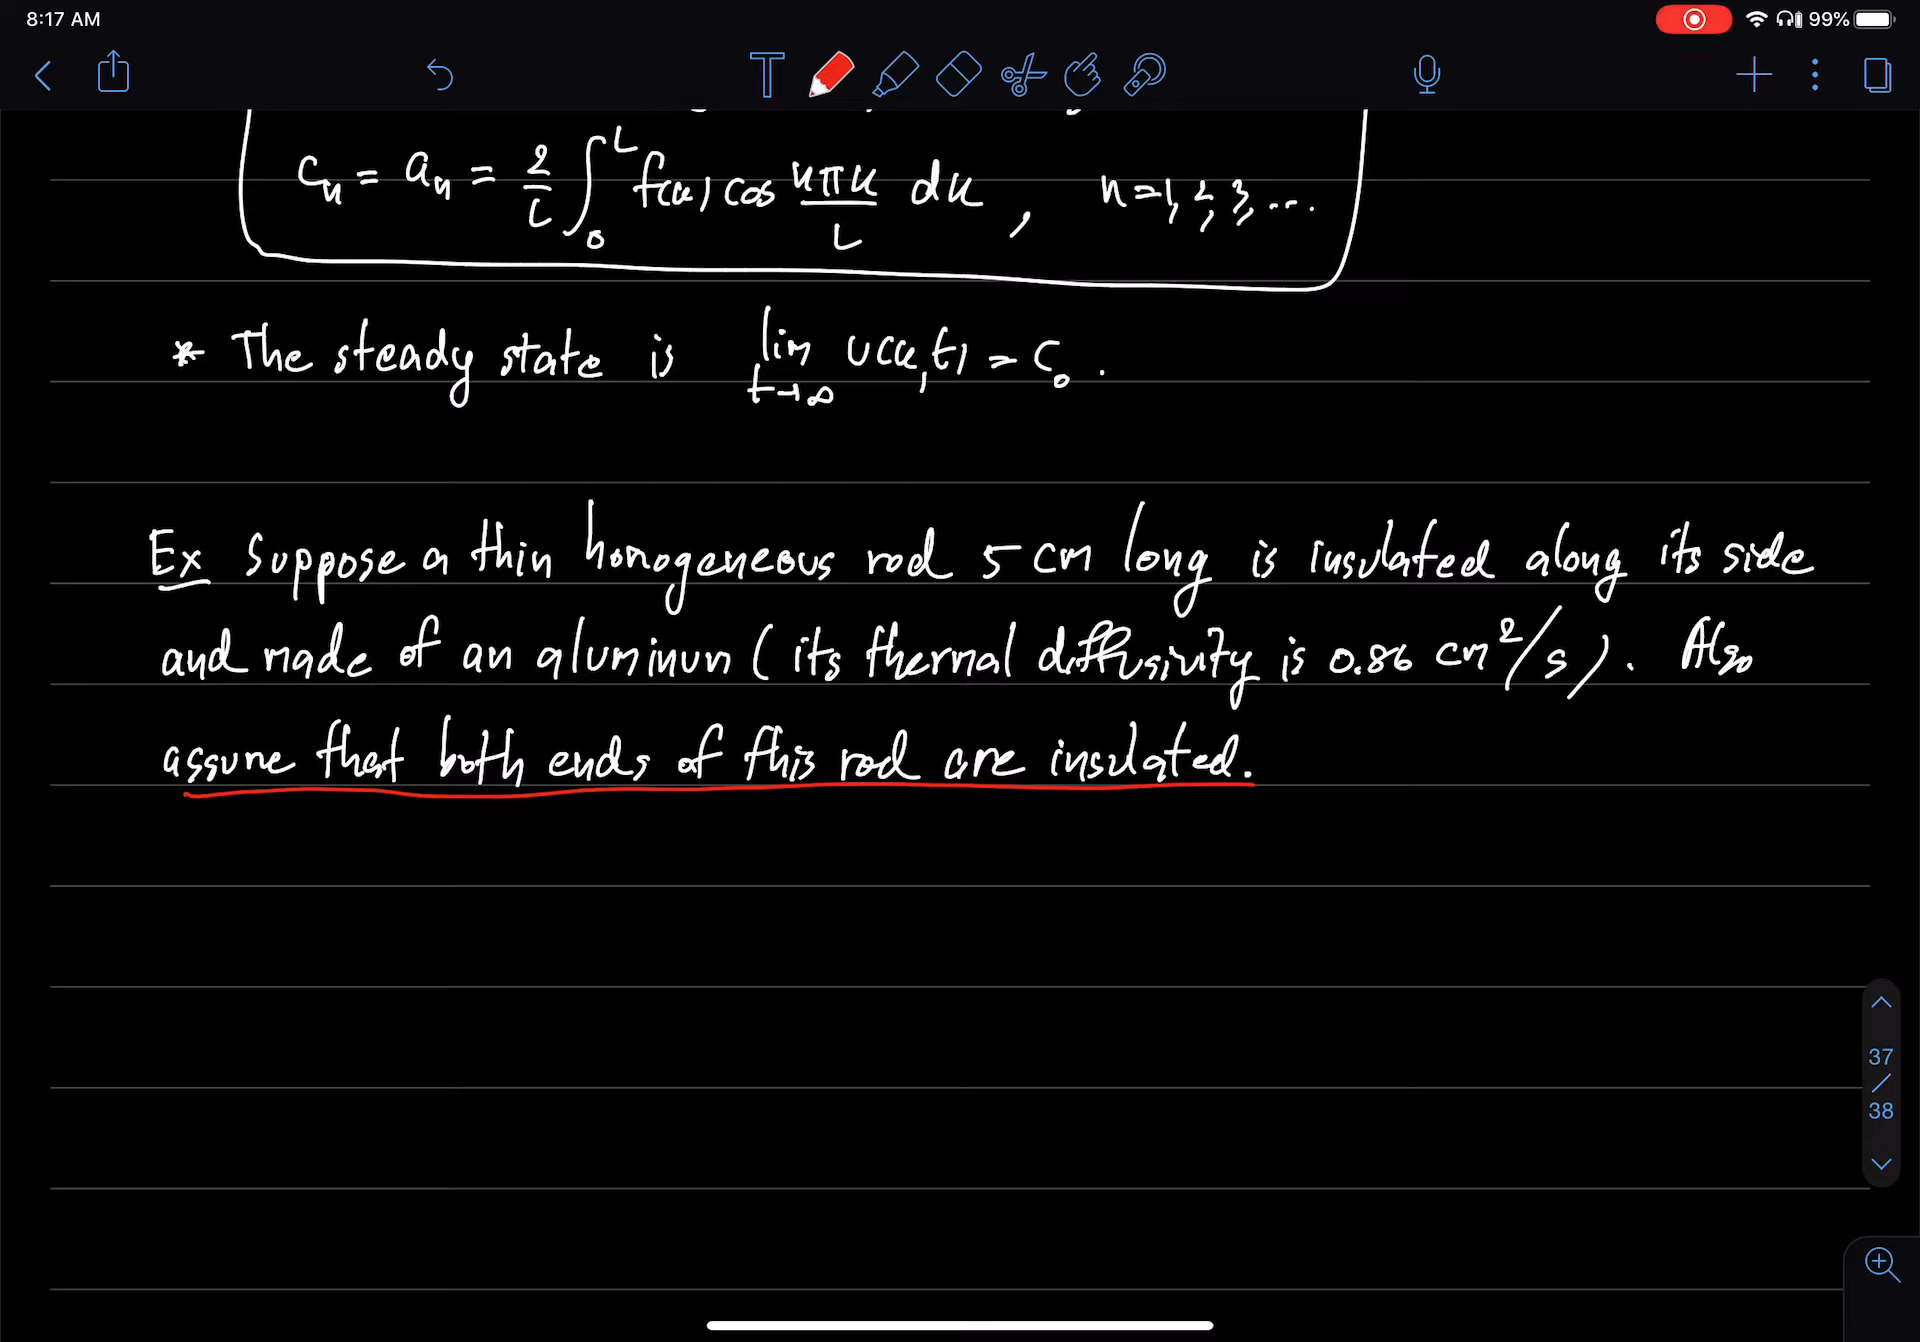 8:17 AM
99%
T
Cn = an = 2/L ∫₀ᴸ f(x) cos nπx/L dx, n=1, 2, 3, ...
* The steady state is lim t→∞ u(x,t) = C₀.
Ex Suppose a thin homogeneous rod 5 cm long is insulated along its side
and made of an aluminum (its thermal diffusivity is 0.86 cm²/s). Also
assume that both ends of this rod are insulated.
37
/
38